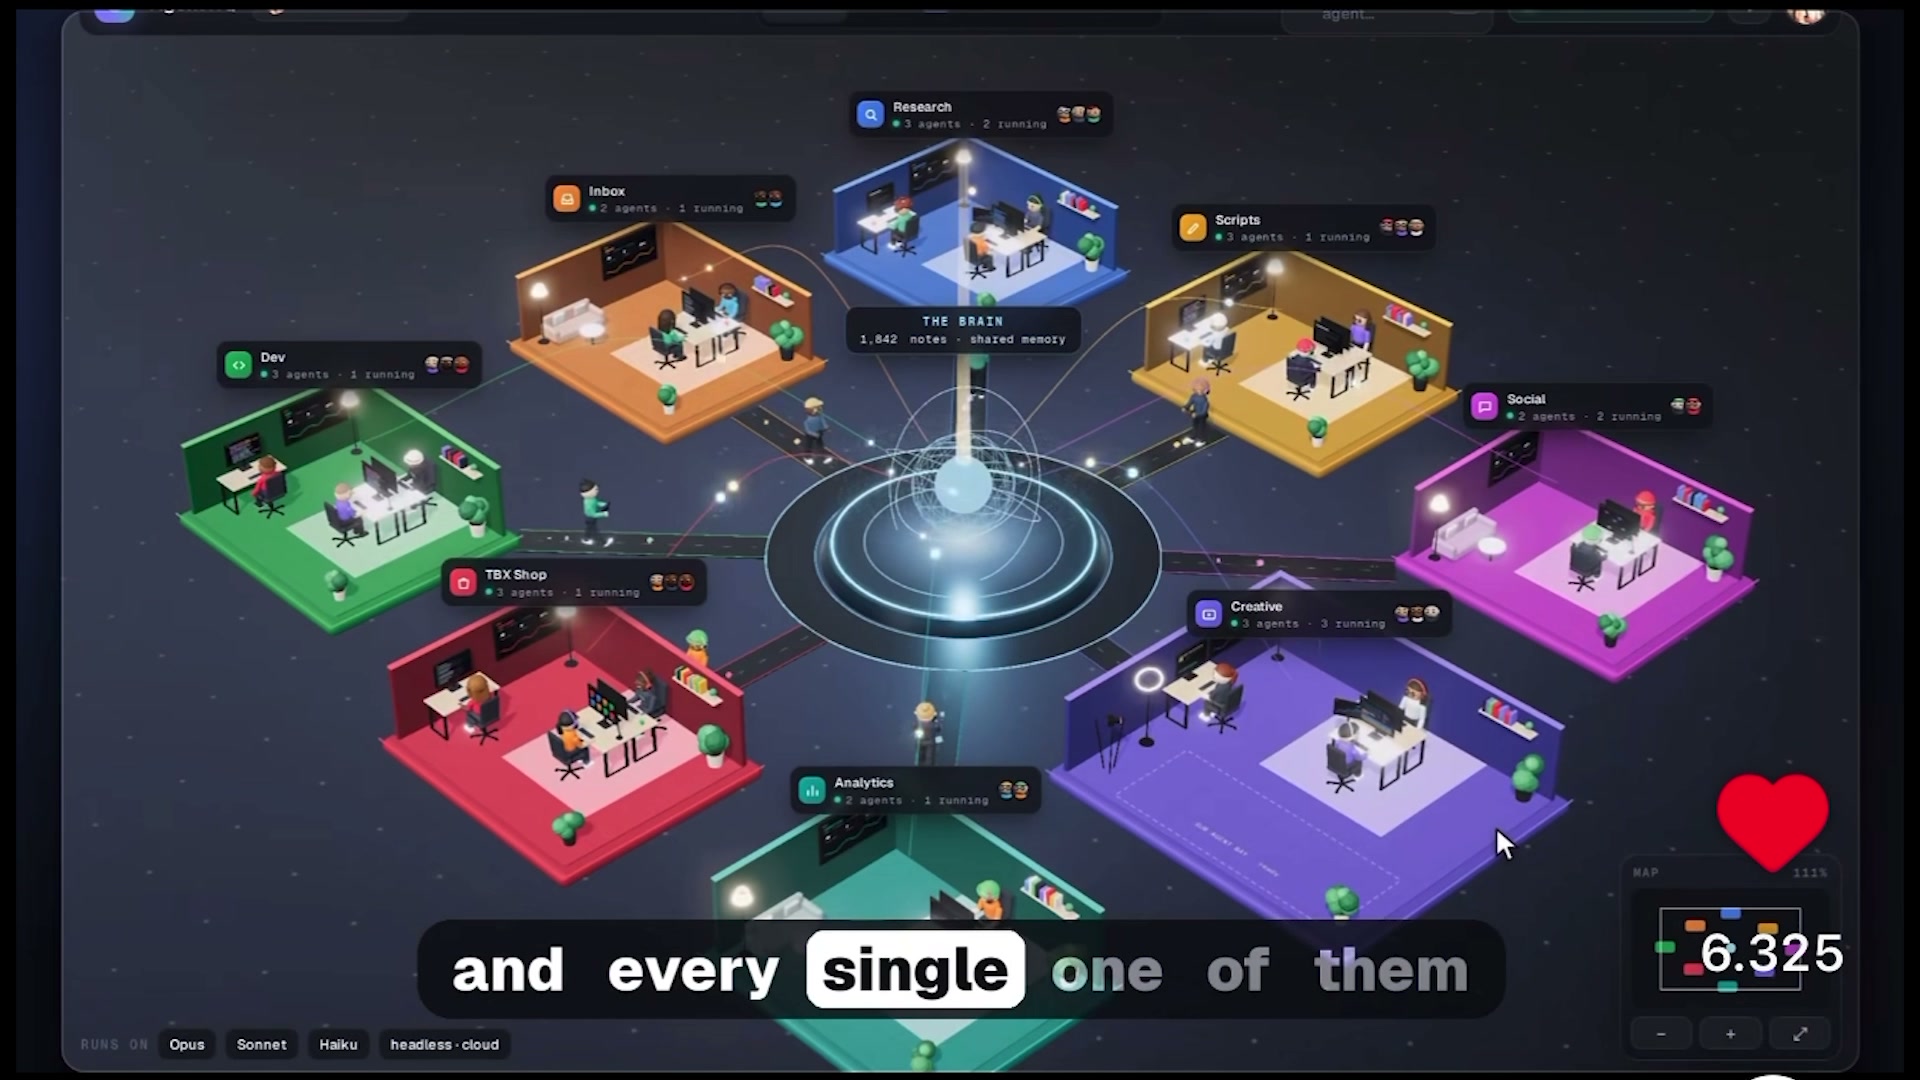 agent...
Research
3 agents · 2 running
Inbox
2 agents · 1 running
Scripts
3 agents · 1 running
THE BRAIN
1,842 notes · shared memory
Dev
3 agents · 1 running
Social
2 agents · 2 running
TBX Shop
3 agents · 1 running
Creative
3 agents · 3 running
Analytics
2 agents · 1 running
MAP
111%
6.325
and every single one of them
RUNS ON
Opus
Sonnet
Haiku
headless · cloud